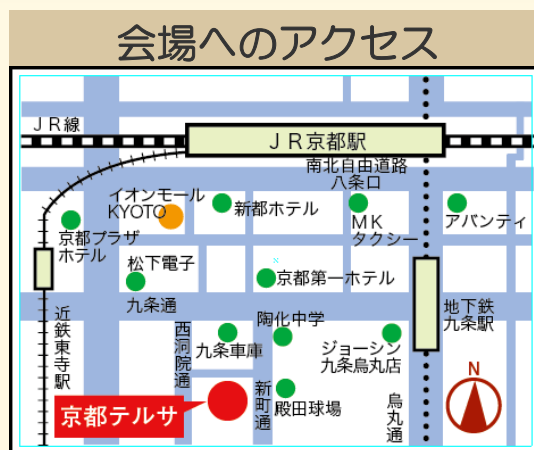 会場へのアクセス
ＪＲ線
ＪＲ京都駅
南北自由道路
八条口
イオンモール
KYOTO
新都ホテル
MK
タクシー
アバンティ
京都プラザ
ホテル
松下電子
京都第一ホテル
九条通
地下鉄
九条駅
近鉄東寺駅
西洞院通
九条車庫
陶化中学
ジョーシン
九条烏丸店
新町通
殿田球場
烏丸通
N
京都テルサ